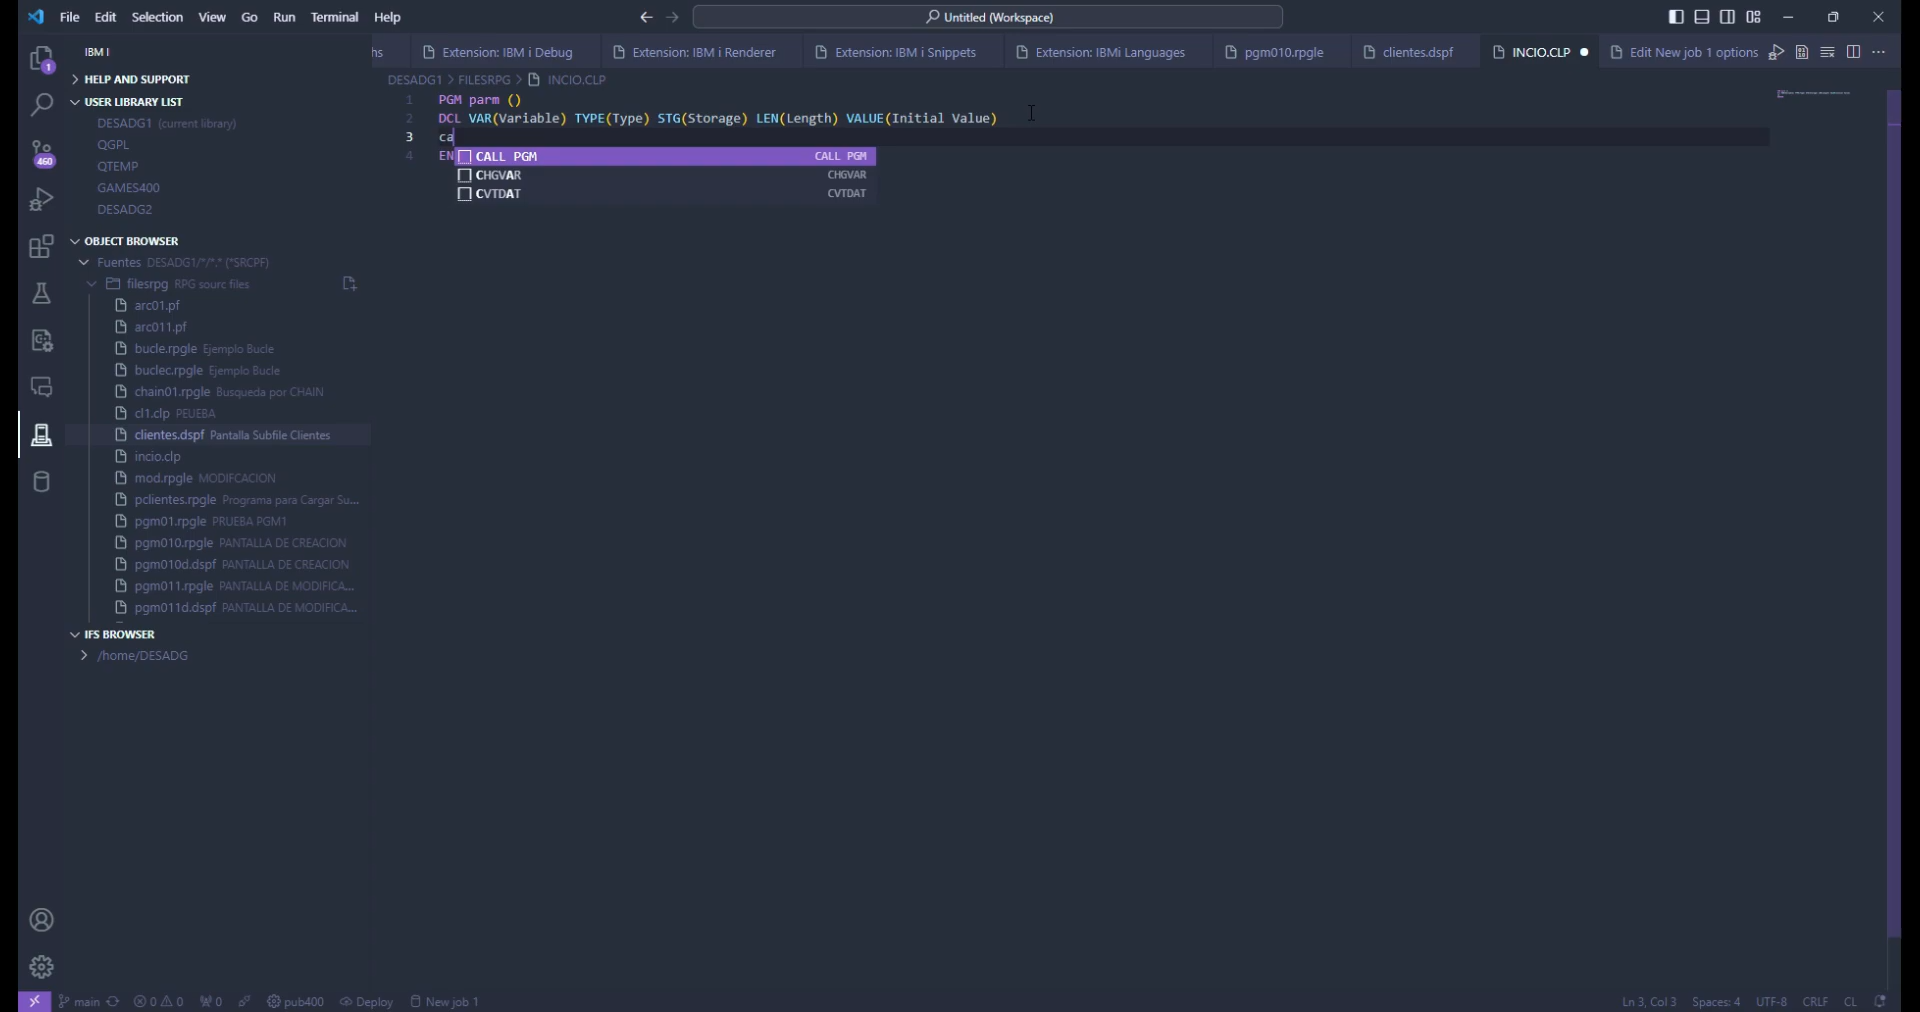 File Edit Selection View Go Run Terminal Help
Untitled (Workspace)
IBM I
HELP AND SUPPORT
USER LIBRARY LIST
DESADG1 (current library)
QGPL
QTEMP
GAMES400
DESADG2
OBJECT BROWSER
Fuentes DESADG1/*/*.* (*SRCPF)
filesrpg RPG sourc files
arc01.pf
arc011.pf
bucle.rpgle Ejemplo Bucle
buclec.rpgle Ejemplo Bucle
chain01.rpgle Busqueda por CHAIN
cl1.clp PEUEBA
clientes.dspf Pantalla Subfile Clientes
incio.clp
mod.rpgle MODIFCACION
pclientes.rpgle Programa para Cargar Su...
pgm01.rpgle PRUEBA PGM1
pgm010.rpgle PANTALLA DE CREACION
pgm010d.dspf PANTALLA DE CREACION
pgm011.rpgle PANTALLA DE MODIFICA...
pgm011d.dspf PANTALLA DE MODIFICA...
IFS BROWSER
/home/DESADG
1
460
hs Extension: IBM i Debug Extension: IBM i Renderer Extension: IBM i Snippets Extension: IBMi Languages pgm010.rpgle clientes.dspf INCIO.CLP Edit New job 1 options
DESADG1 > FILESRPG > INCIO.CLP
1 PGM parm ()
2 DCL VAR(Variable) TYPE(Type) STG(Storage) LEN(Length) VALUE(Initial Value)
3 ca
4 EN
CALL PGM CALL PGM
CHGVAR CHGVAR
CVTDAT CVTDAT
main 0 0 0 pub400 Deploy New job 1
Ln 3, Col 3 Spaces: 4 UTF-8 CRLF CL